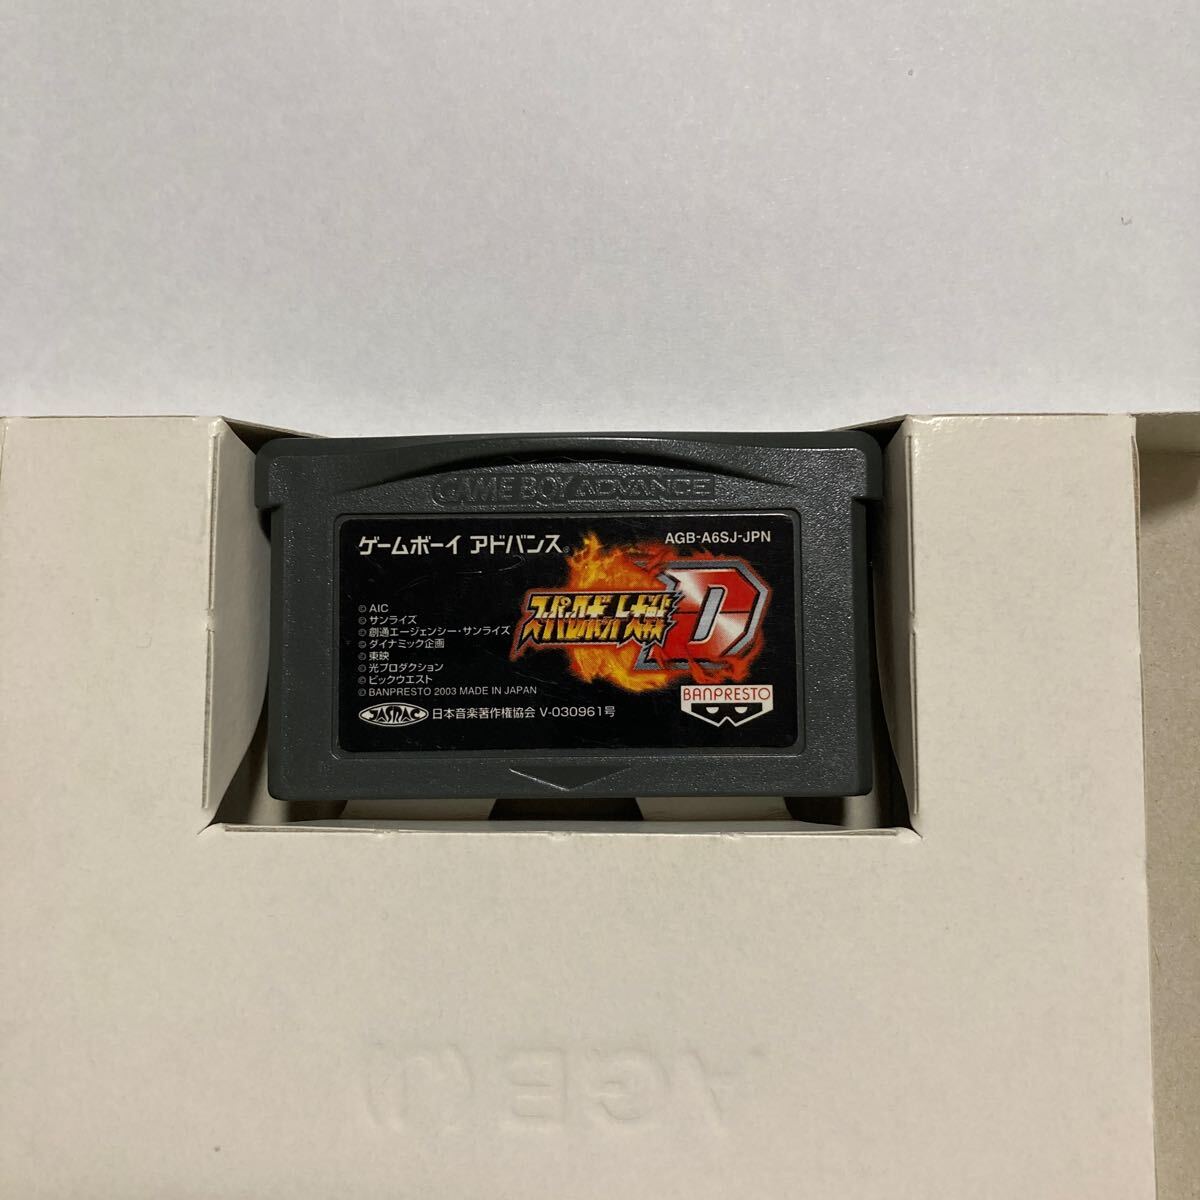 GAME BOY ADVANCE
ゲームボーイ アドバンス®
AGB-A6SJ-JPN
スーパーロボット大戦D
© AIC
© サンライズ
© 創通エージェンシー・サンライズ
© ダイナミック企画
© 東映
© 光プロダクション
© ビックウエスト
© BANPRESTO 2003 MADE IN JAPAN
JASRAC
日本音楽著作権協会 V-030961号
BANPRESTO